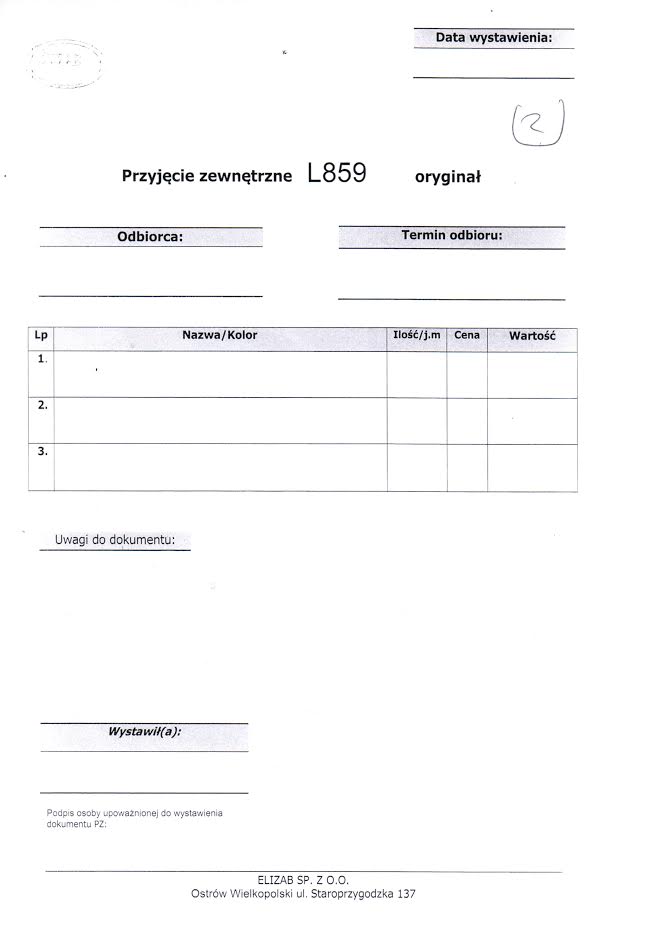 Data wystawienia:
2
Przyjęcie zewnętrzne L859 oryginał
Odbiorca:
Termin odbioru:
Lp Nazwa/Kolor Ilość/j.m Cena Wartość
1.
2.
3.
Uwagi do dokumentu:
Wystawił(a):
Podpis osoby upoważnionej do wystawienia
dokumentu PZ:
ELIZAB SP. Z O.O.
Ostrów Wielkopolski ul. Staroprzygodzka 137